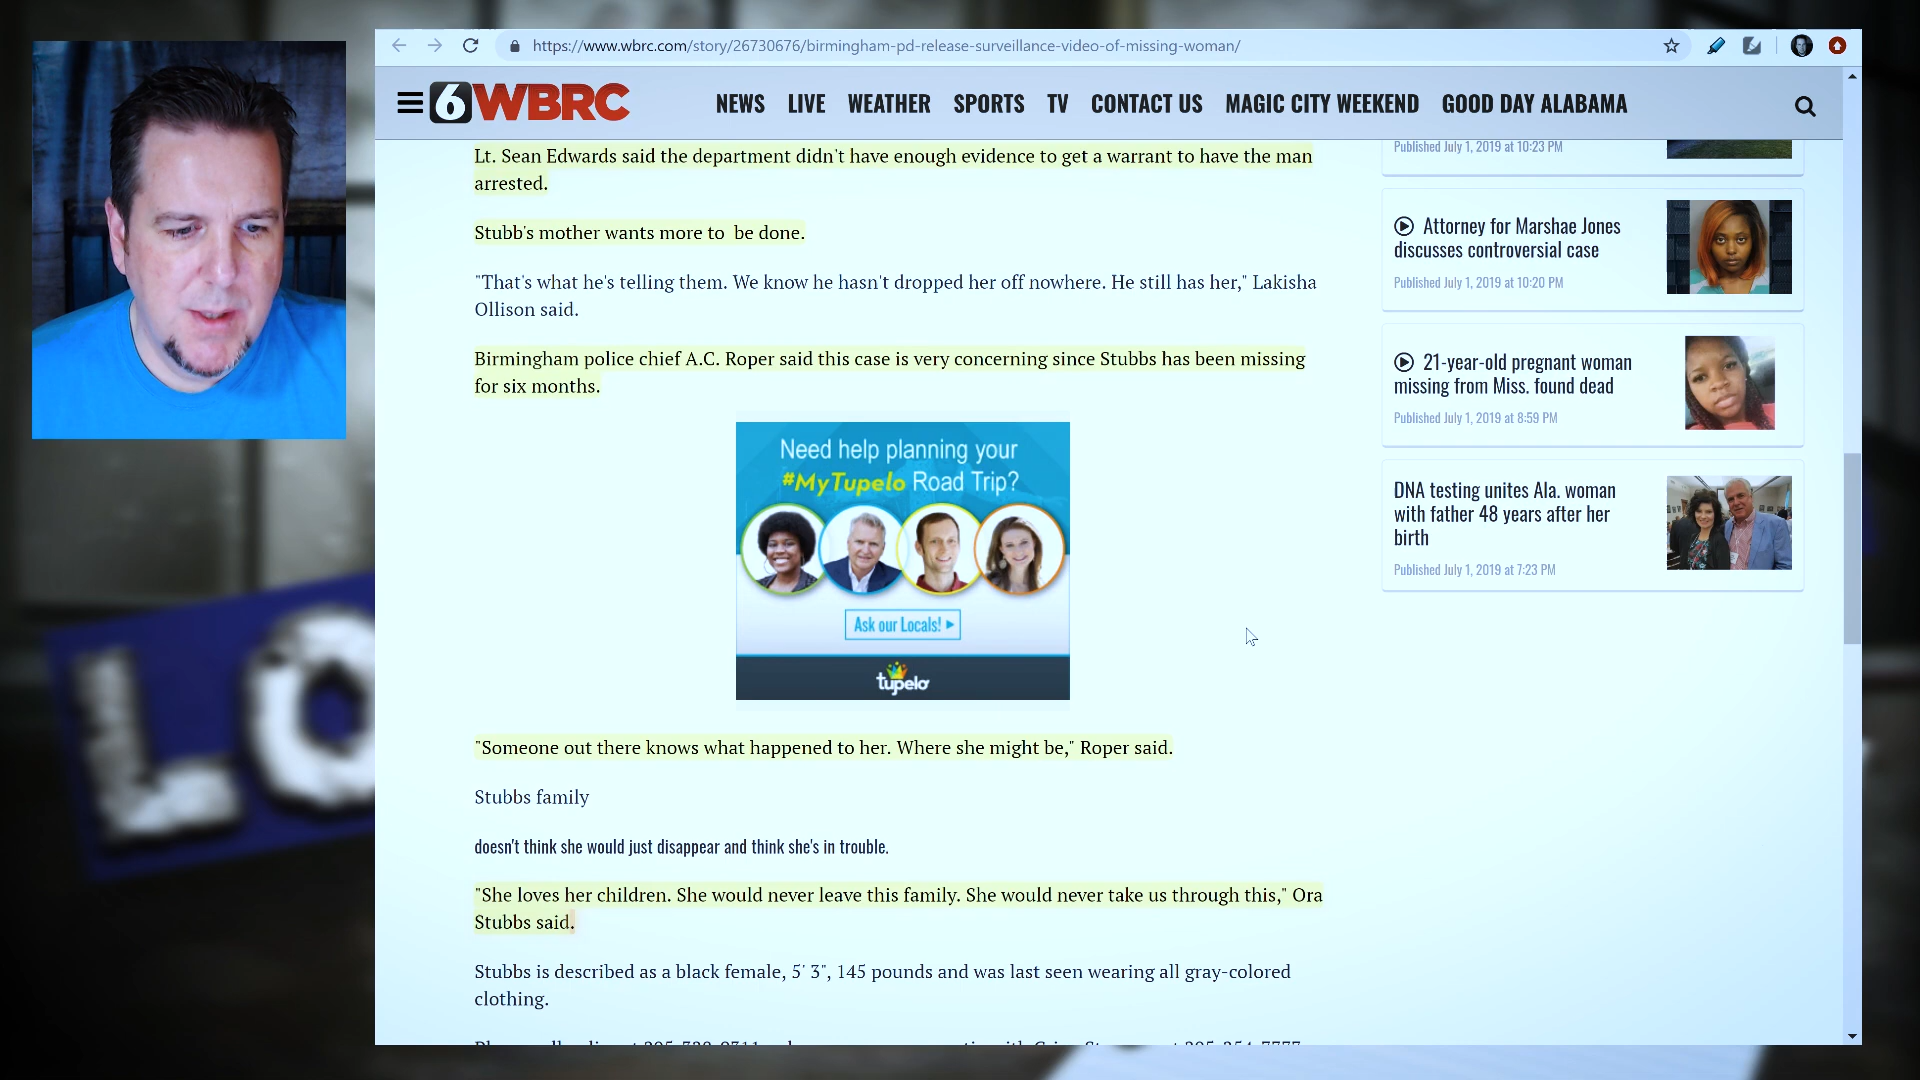 https://www.wbrc.com/story/26730676/birmingham-pd-release-surveillance-video-of-missing-woman/
6 WBRC
NEWS LIVE WEATHER SPORTS TV CONTACT US MAGIC CITY WEEKEND GOOD DAY ALABAMA
Lt. Sean Edwards said the department didn't have enough evidence to get a warrant to have the man
arrested.
Stubb's mother wants more to be done.
"That's what he's telling them. We know he hasn't dropped her off nowhere. He still has her," Lakisha
Ollison said.
Birmingham police chief A.C. Roper said this case is very concerning since Stubbs has been missing
for six months.
Need help planning your
#MyTupelo Road Trip?
Ask our Locals!
tupelo
"Someone out there knows what happened to her. Where she might be," Roper said.
Stubbs family
doesn't think she would just disappear and think she's in trouble.
"She loves her children. She would never leave this family. She would never take us through this," Ora
Stubbs said.
Stubbs is described as a black female, 5' 3", 145 pounds and was last seen wearing all gray-colored
clothing.
Published July 1, 2019 at 10:23 PM
Attorney for Marshae Jones
discusses controversial case
Published July 1, 2019 at 10:20 PM
21-year-old pregnant woman
missing from Miss. found dead
Published July 1, 2019 at 8:59 PM
DNA testing unites Ala. woman
with father 48 years after her
birth
Published July 1, 2019 at 7:23 PM
LO